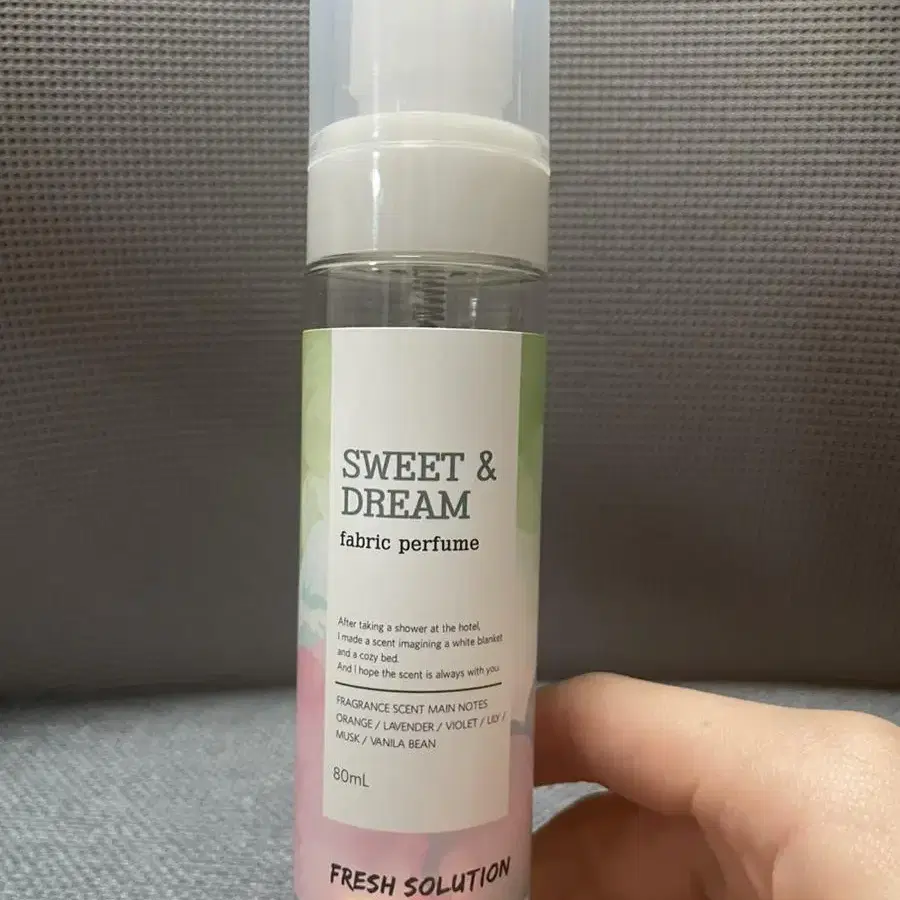 SWEET &
DREAM
fabric perfume
After taking a shower at the hotel,
I made a scent imagining a white blanket
and a cozy bed.
And I hope the scent is always with you.
FRAGRANCE SCENT MAIN NOTES
ORANGE / LAVENDER / VIOLET / LILY /
MUSK / VANILA BEAN
80mL
FRESH SOLUTION